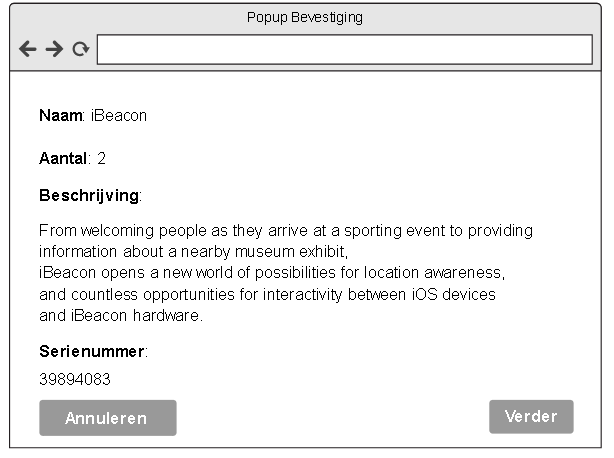 Popup Bevestiging
Naam: iBeacon
Aantal: 2
Beschrijving:
From welcoming people as they arrive at a sporting event to providing
information about a nearby museum exhibit,
iBeacon opens a new world of possibilities for location awareness,
and countless opportunities for interactivity between iOS devices
and iBeacon hardware.
Serienummer:
39894083
Annuleren
Verder